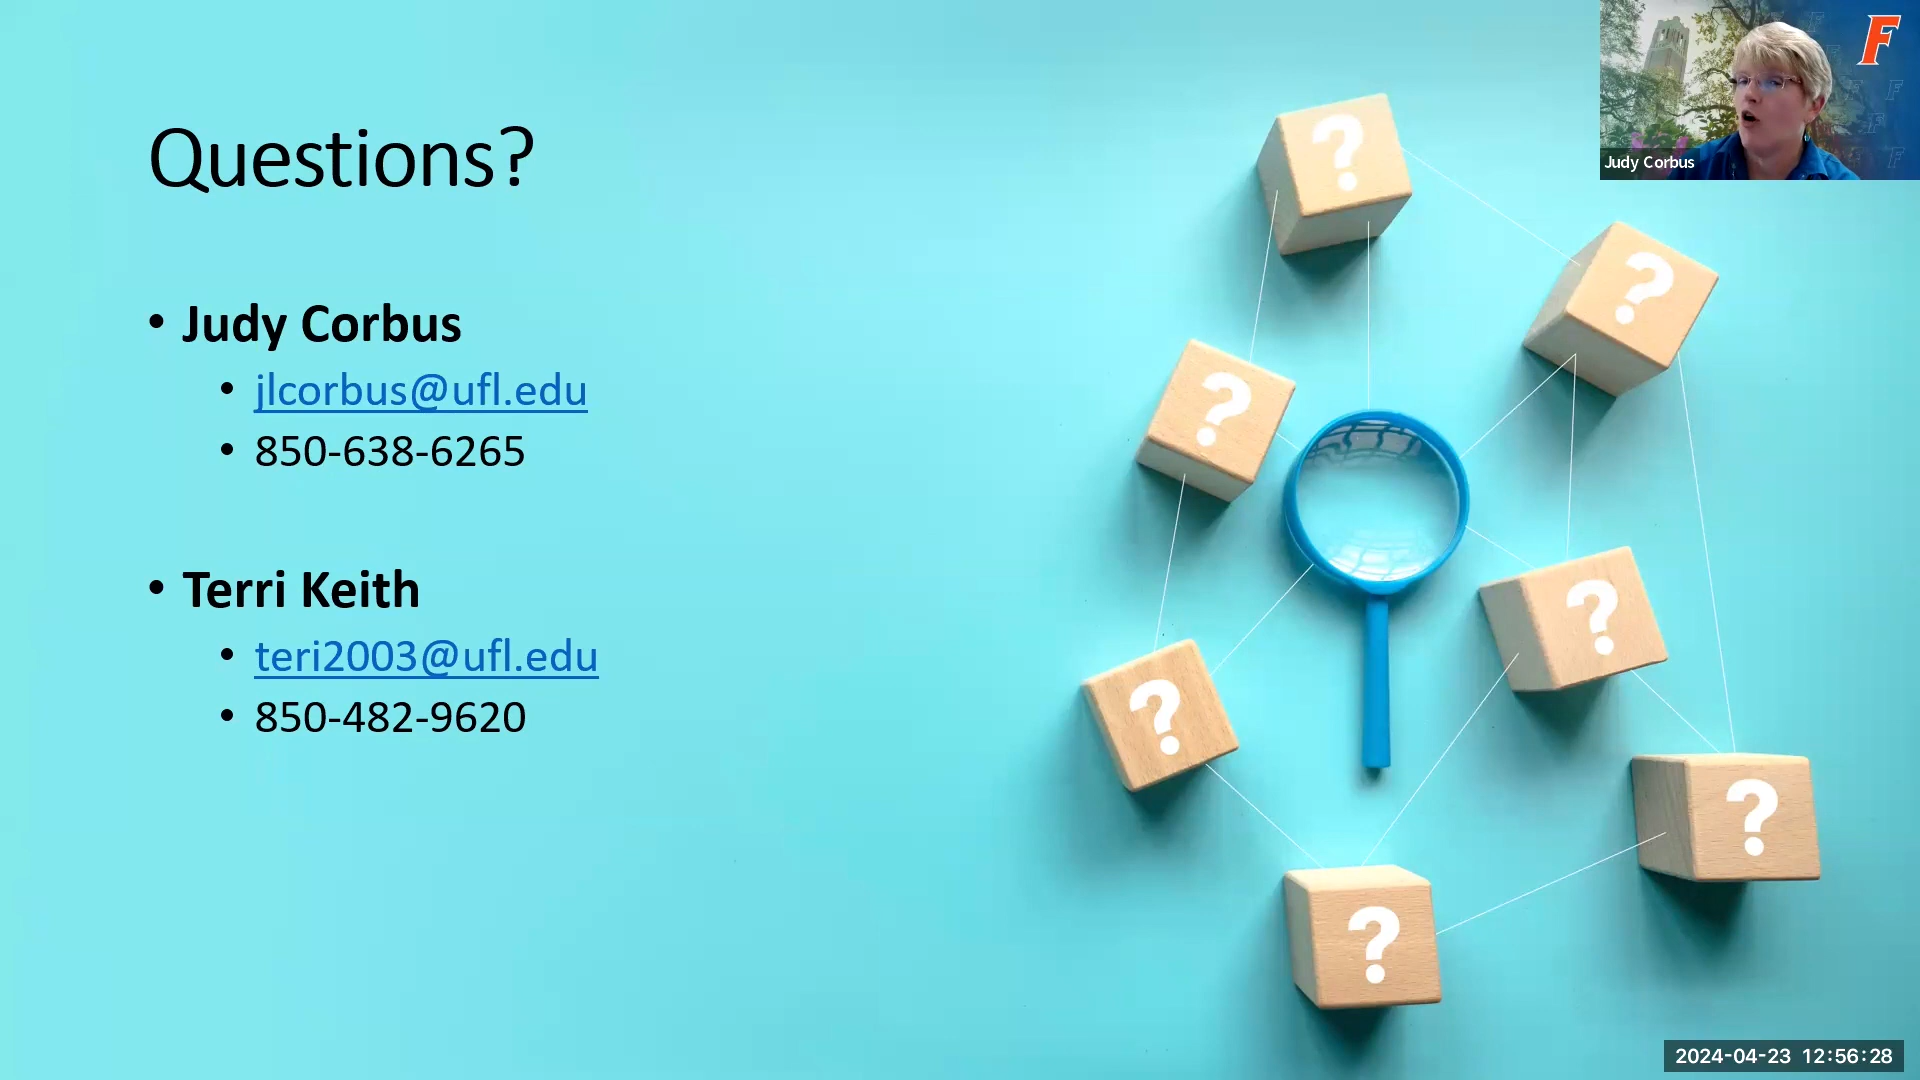 Questions?
Judy Corbus
jlcorbus@ufl.edu
850-638-6265
Terri Keith
teri2003@ufl.edu
850-482-9620
?
?
?
?
?
?
?
F
Judy Corbus
2024-04-23 12:56:28